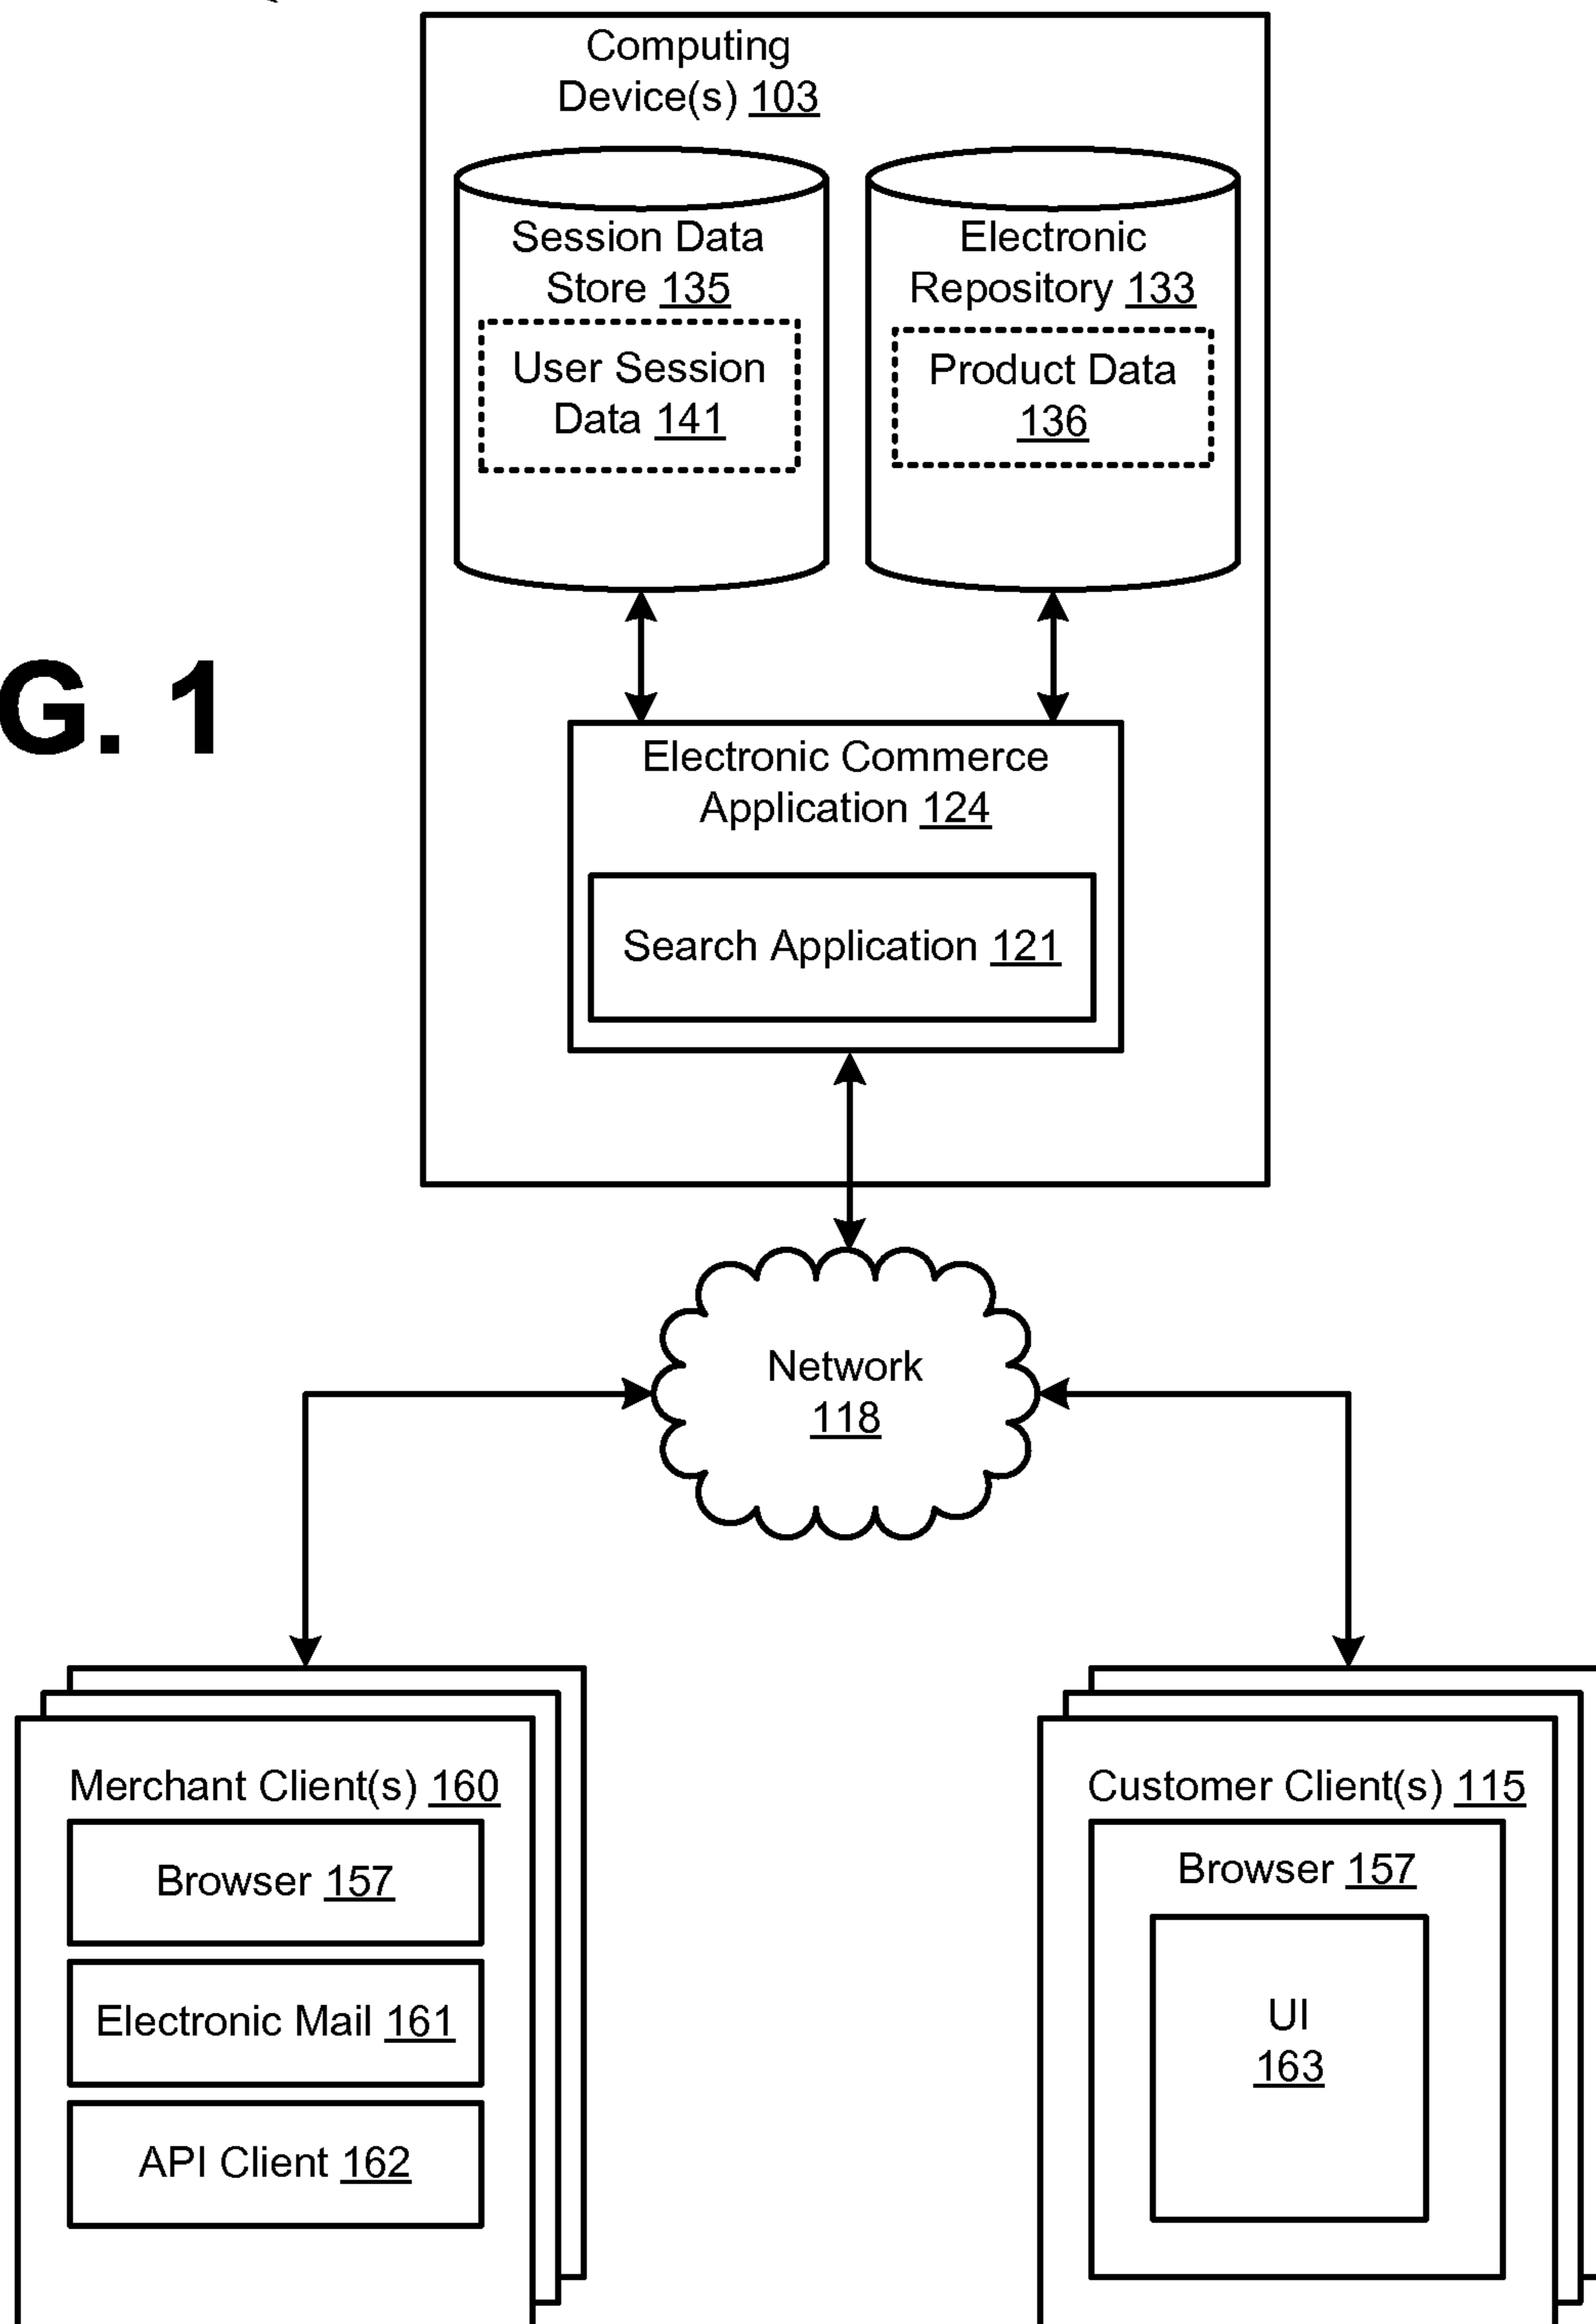 Computing
Device(s) 103
Session Data
Store 135
User Session
Data 141
Electronic
Repository 133
Product Data
136
G. 1
Electronic Commerce
Application 124
Search Application 121
Network
118
Merchant Client(s) 160
Browser 157
Electronic Mail 161
API Client 162
Customer Client(s) 115
Browser 157
UI
163